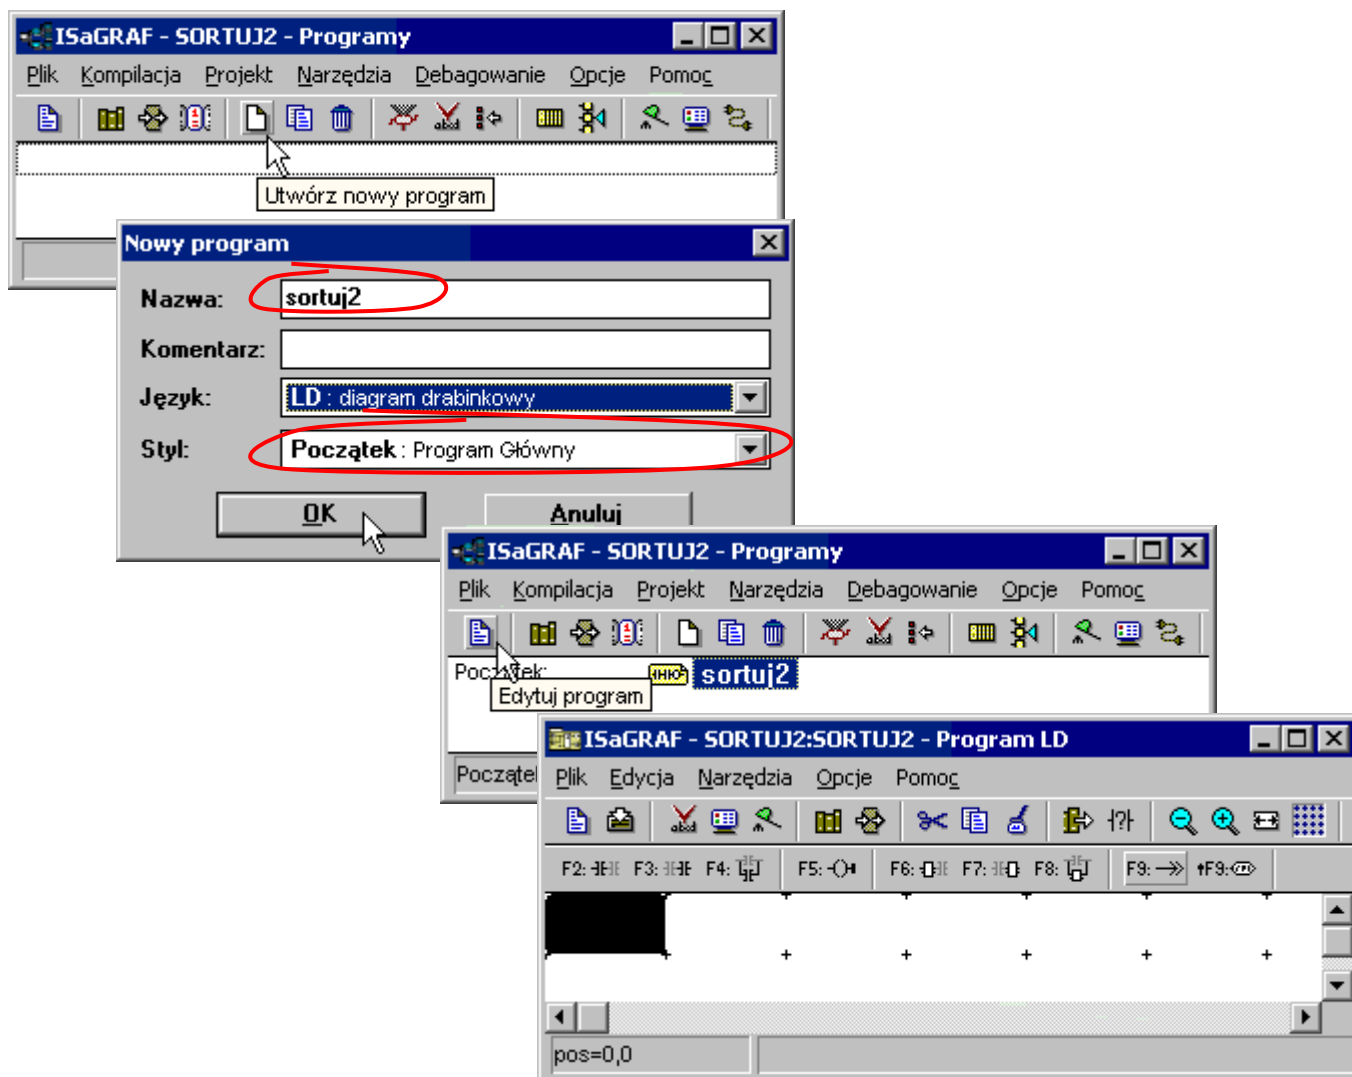 ISaGRAF - SORTUJ2 - Programy
Plik Kompilacja Projekt Narzędzia Debagowanie Opcje Pomoc
Utwórz nowy program
Nowy program
Nazwa: sortuj2
Komentarz:
Język: LD : diagram drabinkowy
Styl: Początek : Program Główny
OK Anuluj
ISaGRAF - SORTUJ2 - Programy
Plik Kompilacja Projekt Narzędzia Debagowanie Opcje Pomoc
Początek: sortuj2
Edytuj program
ISaGRAF - SORTUJ2:SORTUJ2 - Program LD
Począte
Plik Edycja Narzędzia Opcje Pomoc
F2: F3: F4: F5: F6: F7: F8: F9: F9:
pos=0,0